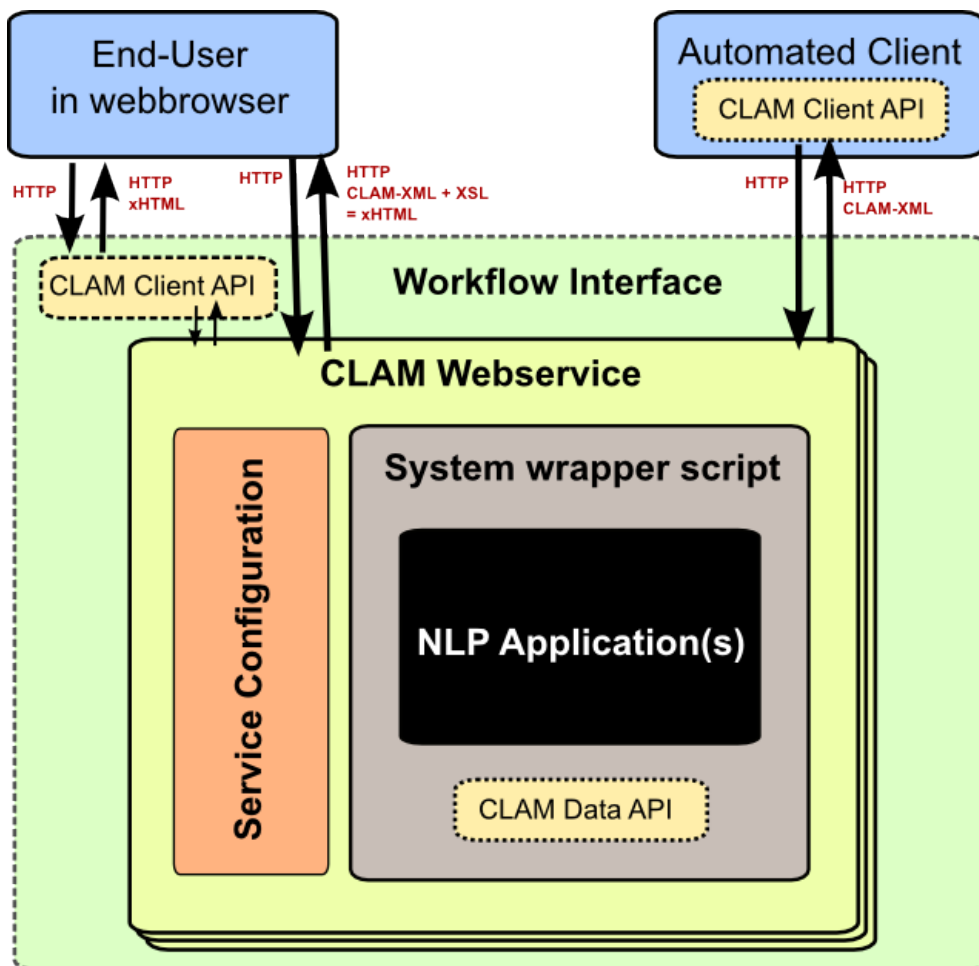 End-User
in webbrowser
Automated Client
CLAM Client API
HTTP
HTTP
xHTML
HTTP
HTTP
CLAM-XML + XSL
= xHTML
HTTP
HTTP
CLAM-XML
CLAM Client API
Workflow Interface
CLAM Webservice
Service Configuration
System wrapper script
NLP Application(s)
CLAM Data API